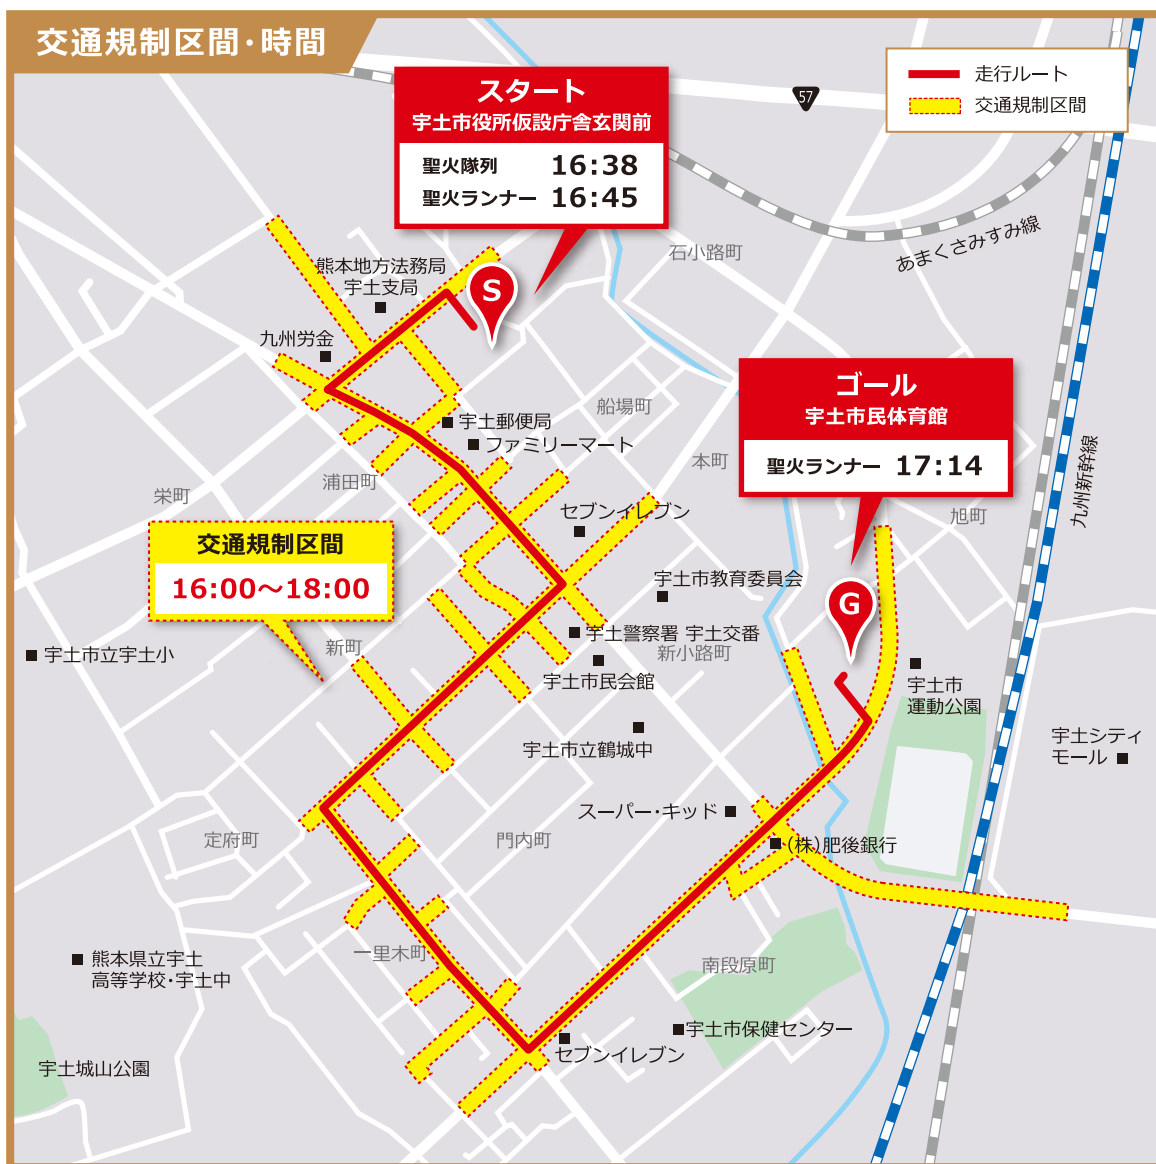 交通規制区間・時間
走行ルート
交通規制区間
57
スタート
宇土市役所仮設庁舎玄関前
聖火隊列 16:38
聖火ランナー 16:45
あまくさみすみ線
石小路町
熊本地方法務局
宇土支局
S
九州労金
ゴール
宇土市民体育館
聖火ランナー 17:14
船場町
宇土郵便局
ファミリーマート
本町
九州新幹線
浦田町
栄町
セブンイレブン
旭町
交通規制区間
16:00～18:00
宇土市教育委員会
G
宇土警察署 宇土交番
新町
新小路町
宇土市立宇土小
宇土市民会館
宇土市
運動公園
宇土市立鶴城中
宇土シティ
モール
スーパー・キッド
定府町
門内町
(株)肥後銀行
一里木町
南段原町
熊本県立宇土
高等学校・宇土中
宇土市保健センター
セブンイレブン
宇土城山公園